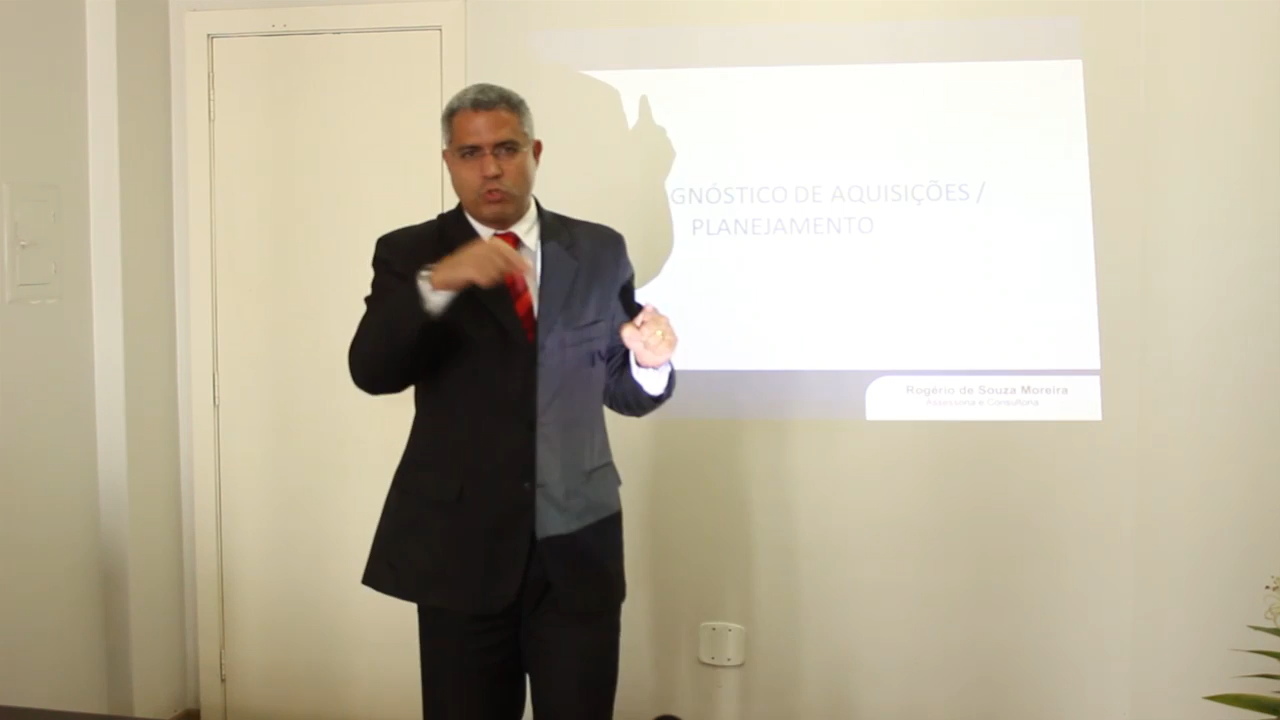 GNÓSTICO DE AQUISIÇÕES /
PLANEJAMENTO
Rogério de Souza Moreira
Assessoria e Consultoria